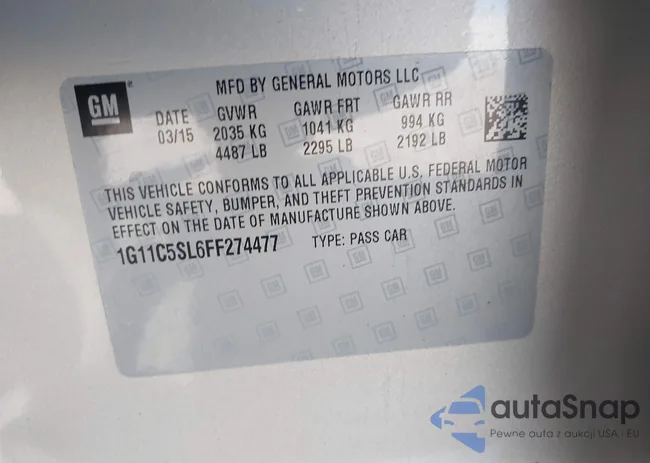 MFD BY GENERAL MOTORS LLC
GM
DATE GVWR GAWR FRT GAWR RR
03/15 2035 KG 1041 KG 994 KG
4487 LB 2295 LB 2192 LB
THIS VEHICLE CONFORMS TO ALL APPLICABLE U.S. FEDERAL MOTOR
VEHICLE SAFETY, BUMPER, AND THEFT PREVENTION STANDARDS IN
EFFECT ON THE DATE OF MANUFACTURE SHOWN ABOVE.
1G11C5SL6FF274477 TYPE: PASS CAR
autaSnap
Pewne auta z aukcji USA · EU